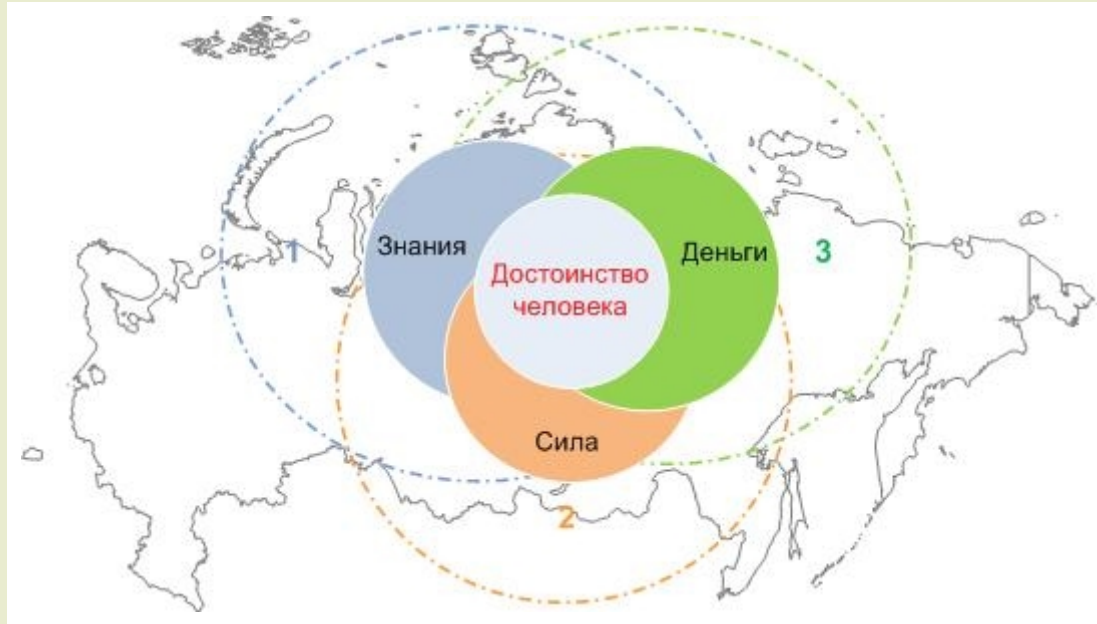 Знания
1
Достоинство
человека
Деньги
3
Сила
2